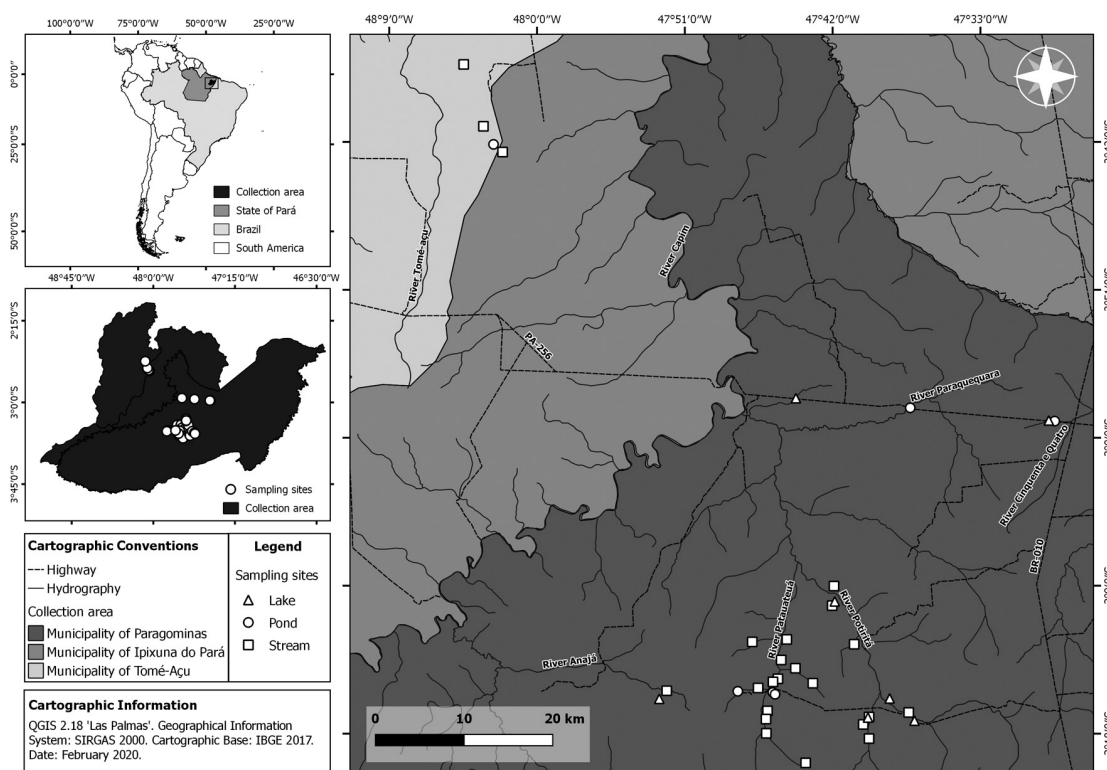 100°0'0"W 75°0'0"W 50°0'0"W 25°0'0"W
0°0'0"
25°0'0"S
50°0'0"S
Collection area
State of Pará
Brazil
South America
48°45'0"W 48°0'0"W 47°15'0"W 46°30'0"W
2°15'0"S
3°0'0"S
3°45'0"S
Sampling sites
Collection area
Cartographic Conventions
Highway
Hydrography
Collection area
Municipality of Paragominas
Municipality of Ipixuna do Pará
Municipality of Tomé-Açu
Legend
Sampling sites
Lake
Pond
Stream
Cartographic Information
QGIS 2.18 'Las Palmas'. Geographical Information
System: SIRGAS 2000. Cartographic Base: IBGE 2017.
Date: February 2020.
48°9'0"W 48°0'0"W 47°51'0"W 47°42'0"W 47°33'0"W
River Tomé-açu
River Capim
PA-256
River Paraquequara
River Cinquenta e Quatro
BR-010
River Patauateuá
River Potiritá
River Anajá
0 10 20 km